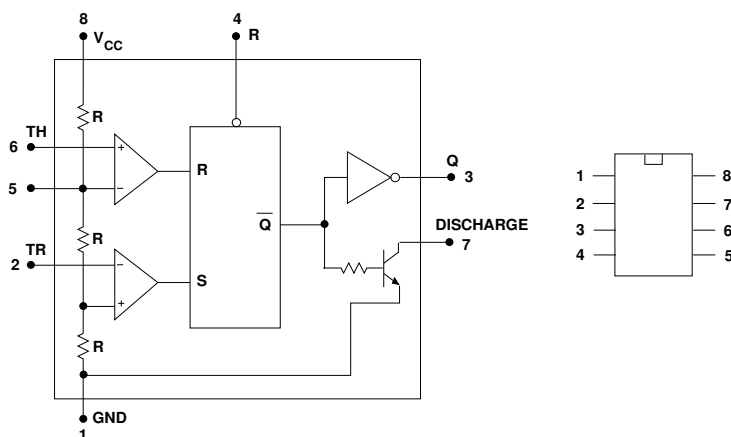 8 4
V CC R
R
TH
6 + R Q
5 − 1 8
3
2 7
R Q DISCHARGE
TR 3 6
2 − 7
4 5
S
+
R
GND
1